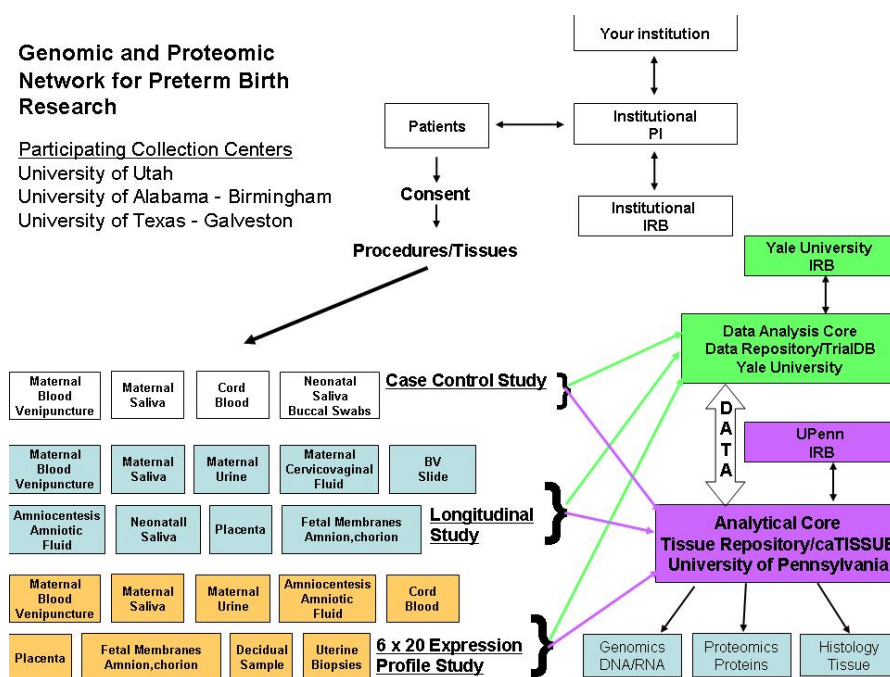 Genomic and Proteomic
Network for Preterm Birth
Research
Participating Collection Centers
University of Utah
University of Alabama - Birmingham
University of Texas - Galveston
Your institution
Patients
Institutional
PI
Consent
Institutional
IRB
Procedures/Tissues
Yale University
IRB
Data Analysis Core
Data Repository/TrialDB
Yale University
Case Control Study
Maternal
Blood
Venipuncture
Maternal
Saliva
Cord
Blood
Neonatal
Saliva
Buccal Swabs
DATA
UPenn
IRB
Maternal
Blood
Venipuncture
Maternal
Saliva
Maternal
Urine
Maternal
Cervicovaginal
Fluid
BV
Slide
Amniocentesis
Amniotic
Fluid
Neonatall
Saliva
Placenta
Fetal Membranes
Amnion,chorion
Longitudinal
Study
Analytical Core
Tissue Repository/caTISSUE
University of Pennsylvania
Maternal
Blood
Venipuncture
Maternal
Saliva
Maternal
Urine
Amniocentesis
Amniotic
Fluid
Cord
Blood
Placenta
Fetal Membranes
Amnion,chorion
Decidual
Sample
Uterine
Biopsies
6 x 20 Expression
Profile Study
Genomics
DNA/RNA
Proteomics
Proteins
Histology
Tissue